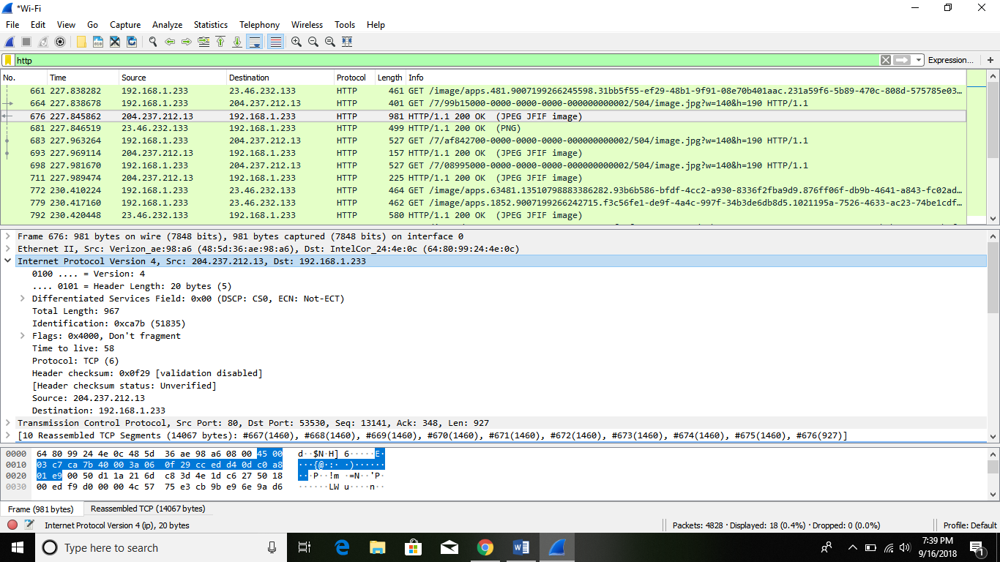 *Wi-Fi
File Edit View Go Capture Analyze Statistics Telephony Wireless Tools Help
http
Expression… +
No. Time Source Destination Protocol Length Info
661 227.838282 192.168.1.233 23.46.232.133 HTTP 461 GET /image/apps.481.9007199266245598.31bb5f55-ef29-48b1-9f91-08e70b401aac.231a59f6-5b89-470c-808d-575785e03…
664 227.838678 192.168.1.233 204.237.212.13 HTTP 401 GET /7/99b15000-0000-0000-0000-000000000002/504/image.jpg?w=140&h=190 HTTP/1.1
676 227.845862 204.237.212.13 192.168.1.233 HTTP 981 HTTP/1.1 200 OK (JPEG JFIF image)
681 227.846519 23.46.232.133 192.168.1.233 HTTP 499 HTTP/1.1 200 OK (PNG)
683 227.963264 192.168.1.233 204.237.212.13 HTTP 527 GET /7/af842700-0000-0000-0000-000000000002/504/image.jpg?w=140&h=190 HTTP/1.1
693 227.969114 204.237.212.13 192.168.1.233 HTTP 157 HTTP/1.1 200 OK (JPEG JFIF image)
698 227.981670 192.168.1.233 204.237.212.13 HTTP 527 GET /7/08995000-0000-0000-0000-000000000002/504/image.jpg?w=140&h=190 HTTP/1.1
711 227.989474 204.237.212.13 192.168.1.233 HTTP 225 HTTP/1.1 200 OK (JPEG JFIF image)
772 230.410224 192.168.1.233 23.46.232.133 HTTP 464 GET /image/apps.63481.13510798883386282.93b6b586-bfdf-4cc2-a930-8336f2fba9d9.876ff06f-db9b-4641-a843-fc02ad…
779 230.417160 192.168.1.233 23.46.232.133 HTTP 462 GET /image/apps.1852.9007199266242715.f3c56fe1-de9f-4a4c-997f-34b3de6db8d5.1021195a-7526-4633-ac23-74be1cdf…
792 230.420448 23.46.232.133 192.168.1.233 HTTP 580 HTTP/1.1 200 OK (JPEG JFIF image)
Frame 676: 981 bytes on wire (7848 bits), 981 bytes captured (7848 bits) on interface 0
Ethernet II, Src: Verizon_ae:98:a6 (48:5d:36:ae:98:a6), Dst: IntelCor_24:4e:0c (64:80:99:24:4e:0c)
Internet Protocol Version 4, Src: 204.237.212.13, Dst: 192.168.1.233
0100 .... = Version: 4
.... 0101 = Header Length: 20 bytes (5)
Differentiated Services Field: 0x00 (DSCP: CS0, ECN: Not-ECT)
Total Length: 967
Identification: 0xca7b (51835)
Flags: 0x4000, Don't fragment
Time to live: 58
Protocol: TCP (6)
Header checksum: 0x0f29 [validation disabled]
[Header checksum status: Unverified]
Source: 204.237.212.13
Destination: 192.168.1.233
Transmission Control Protocol, Src Port: 80, Dst Port: 53530, Seq: 13141, Ack: 348, Len: 927
[10 Reassembled TCP Segments (14067 bytes): #667(1460), #668(1460), #669(1460), #670(1460), #671(1460), #672(1460), #673(1460), #674(1460), #675(1460), #676(927)]
0000 64 80 99 24 4e 0c 48 5d 36 ae 98 a6 08 00 45 00 d··$N·H] 6·····E·
0010 03 c7 ca 7b 40 00 3a 06 0f 29 cc ed d4 0d c0 a8 ···{@·:· ·)······
0020 01 e9 00 50 d1 1a 21 6d c8 3d 4e 1d c6 27 50 18 ···P··!m ·=N··'P·
0030 00 ed f9 d0 00 00 4c 57 75 e3 cb 9b e9 6e 9a d6 ······LW u····n··
Frame (981 bytes) Reassembled TCP (14067 bytes)
Internet Protocol Version 4 (ip), 20 bytes Packets: 4828 · Displayed: 18 (0.4%) · Dropped: 0 (0.0%) Profile: Default
Type here to search
7:39 PM
9/16/2018
1